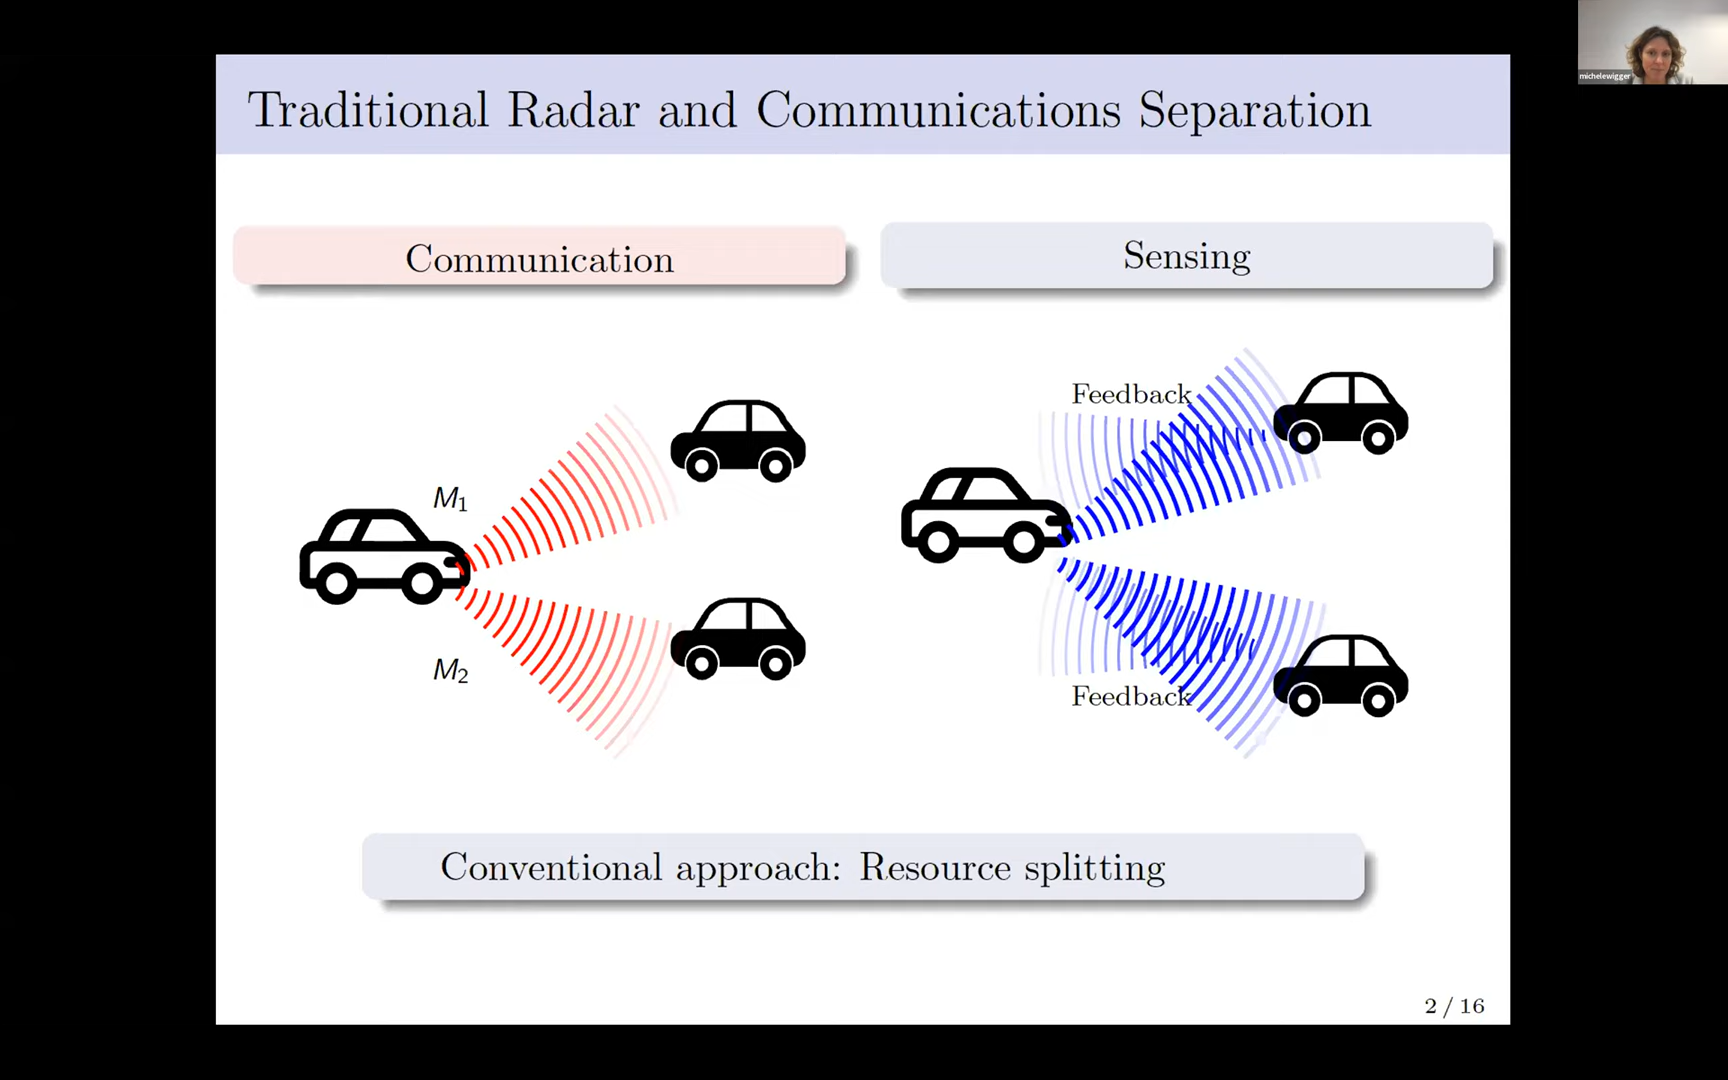 michelewigger
Traditional Radar and Communications Separation
Communication
Sensing
M1
M2
Feedback
Feedback
Conventional approach: Resource splitting
2 / 16